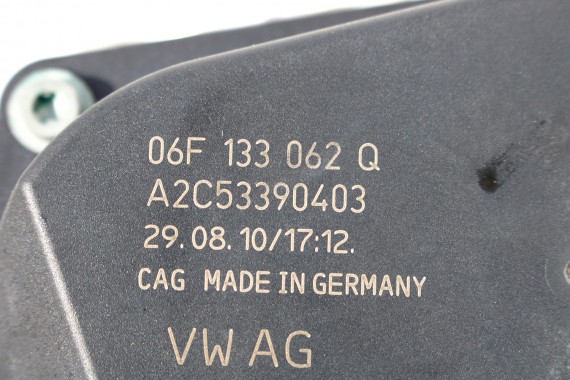 06F 133 062 Q
A2C53390403
29.08.10/17:12.
CAG MADE IN GERMANY
VW AG